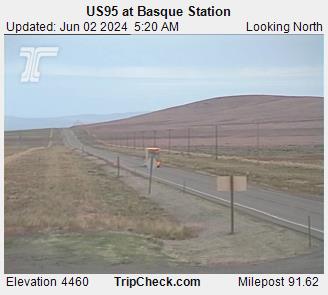 US95 at Basque Station
Updated: Jun 02 2024 5:20 AM Looking North
Elevation 4460 TripCheck.com Milepost 91.62